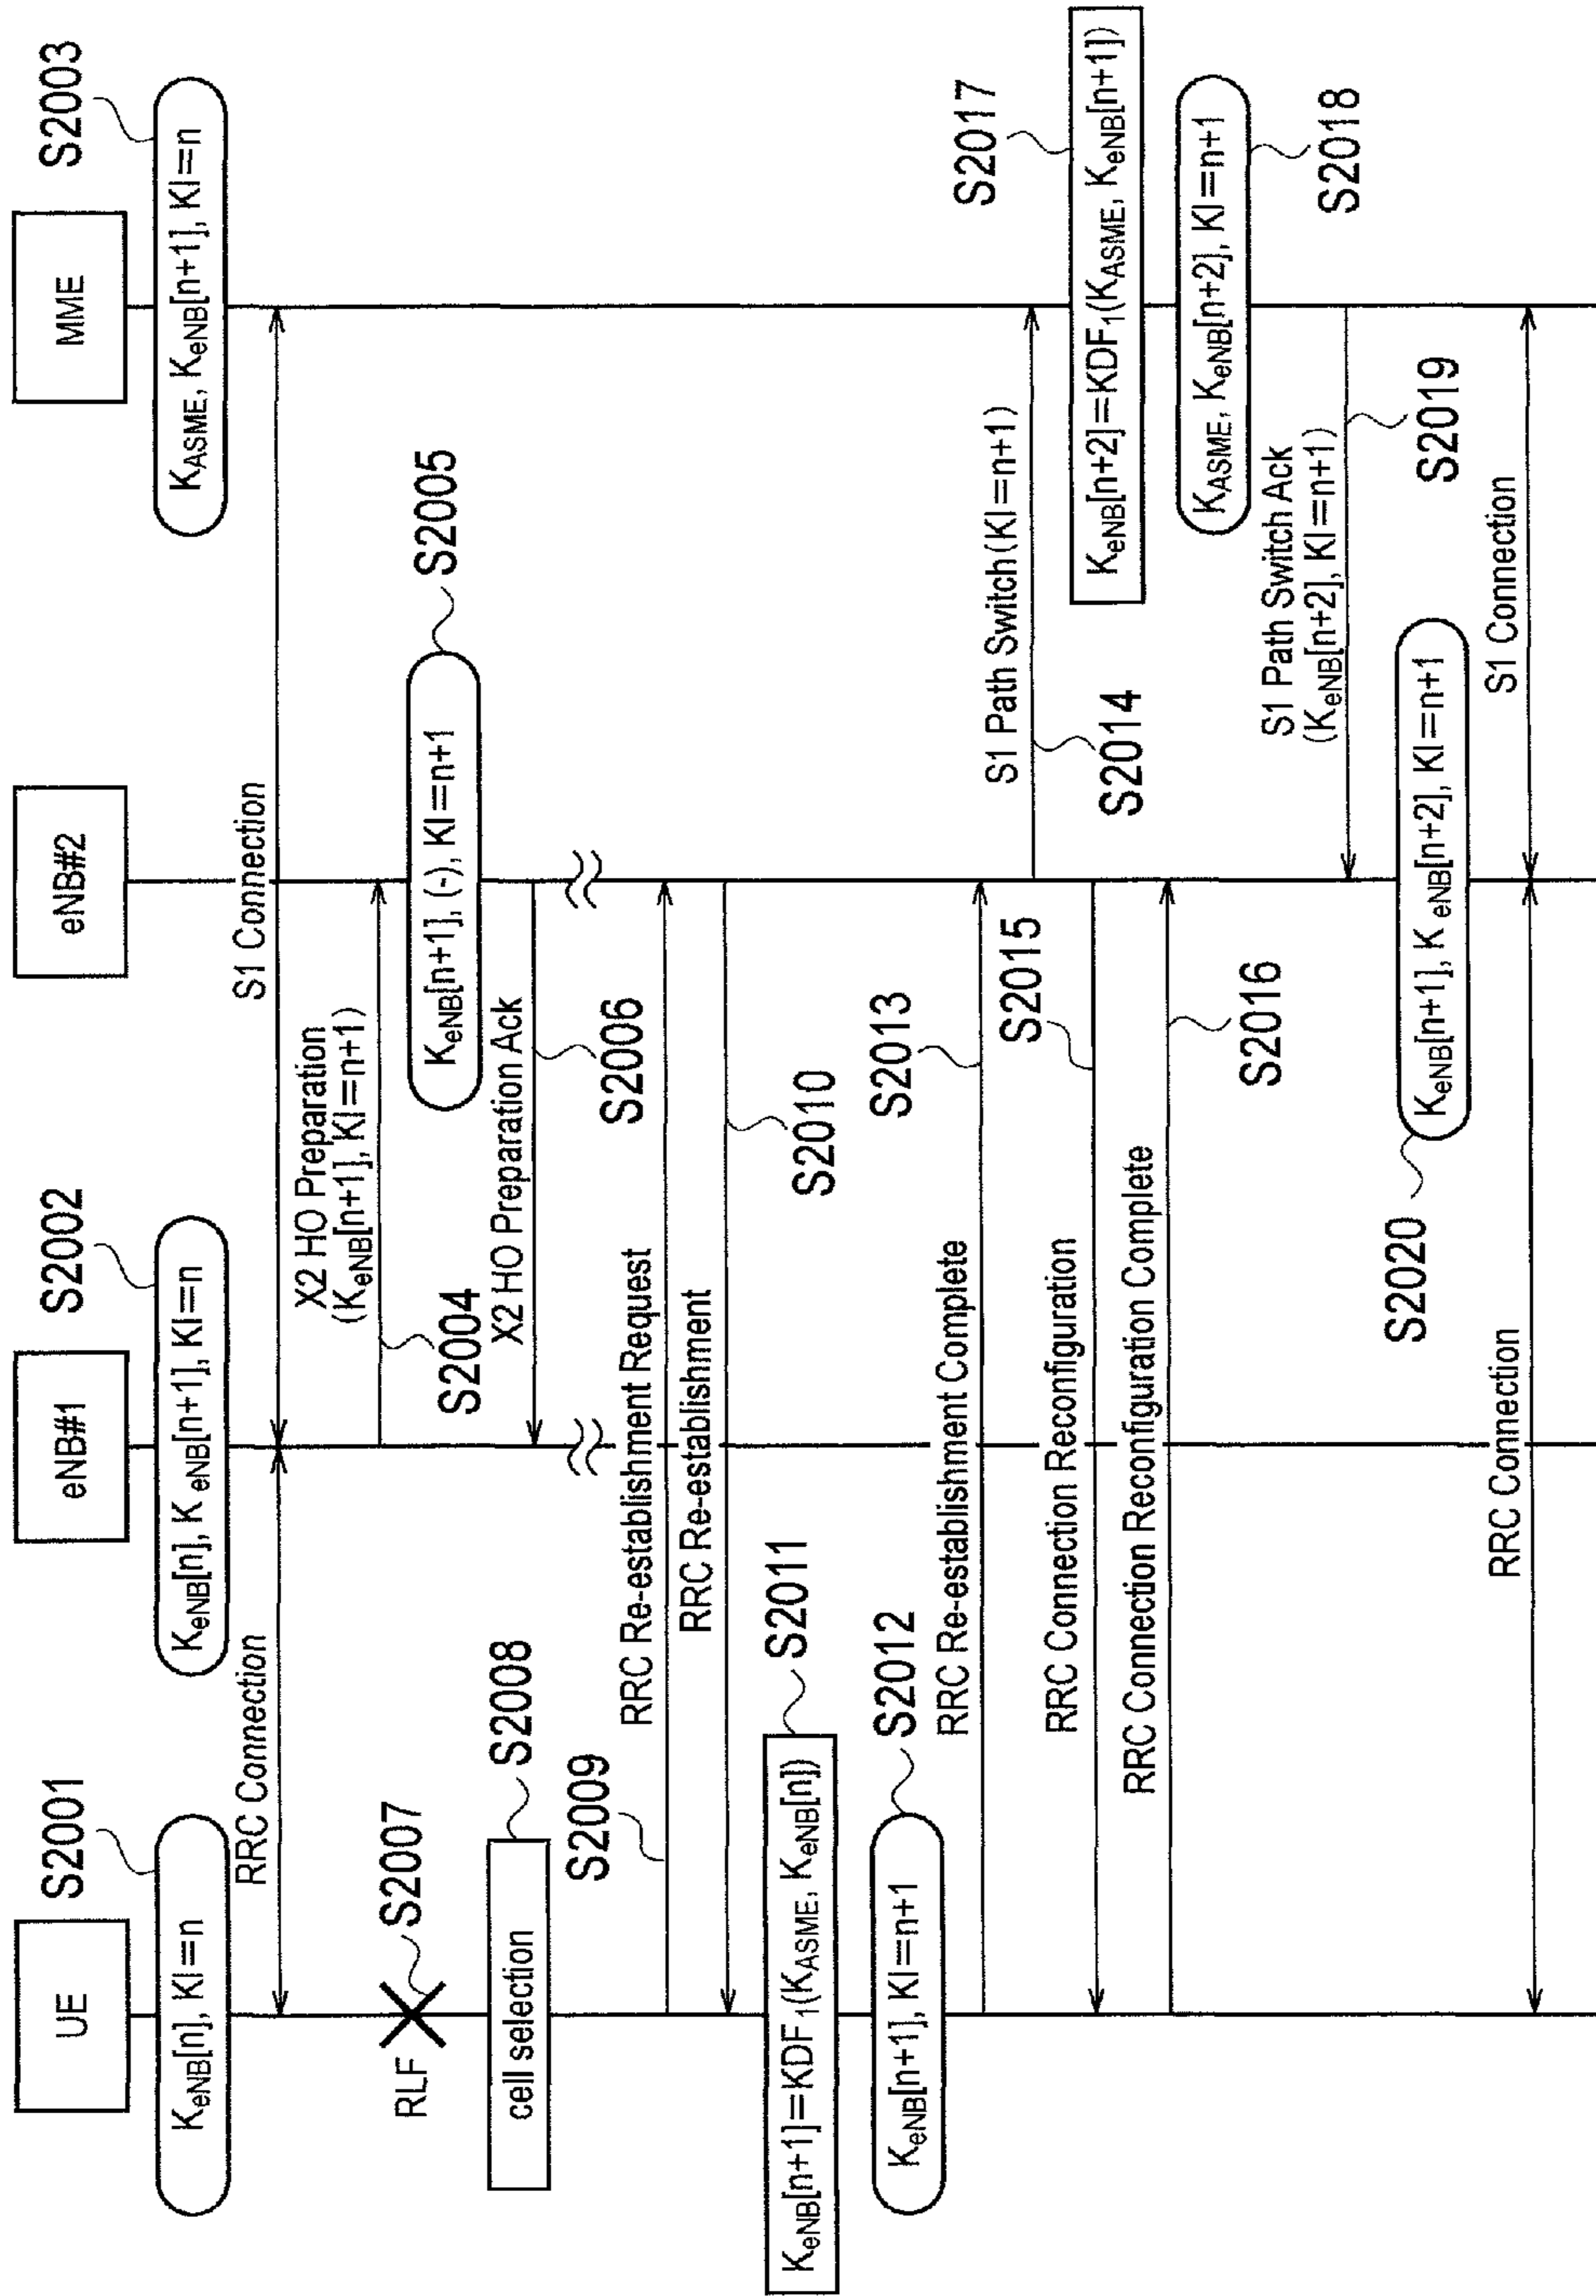 UE
eNB#1
eNB#2
MME
S2001
S2002
S2003
KeNB[n], KI=n
KeNB[n], K eNB[n+1], KI=n
KASME, KeNB[n+1], KI=n
RRC Connection
S1 Connection
X2 HO Preparation
(KeNB[n+1], KI=n+1)
S2004
KeNB[n+1], (-), KI=n+1
S2005
X2 HO Preparation Ack
S2006
RLF
S2007
cell selection
S2008
S2009
RRC Re-establishment Request
RRC Re-establishment
S2010
KeNB[n+1]=KDF1(KASME, KeNB[n])
S2011
KeNB[n+1], KI=n+1
S2012
RRC Re-establishment Complete
S2013
S1 Path Switch(KI=n+1)
S2014
RRC Connection Reconfiguration
S2015
RRC Connection Reconfiguration Complete
S2016
KeNB[n+2]=KDF1(KASME, KeNB[n+1])
S2017
KASME, KeNB[n+2], KI=n+1
S2018
S1 Path Switch Ack
(KeNB[n+2], KI=n+1)
S2019
KeNB[n+1], K eNB[n+2], KI=n+1
S2020
RRC Connection
S1 Connection